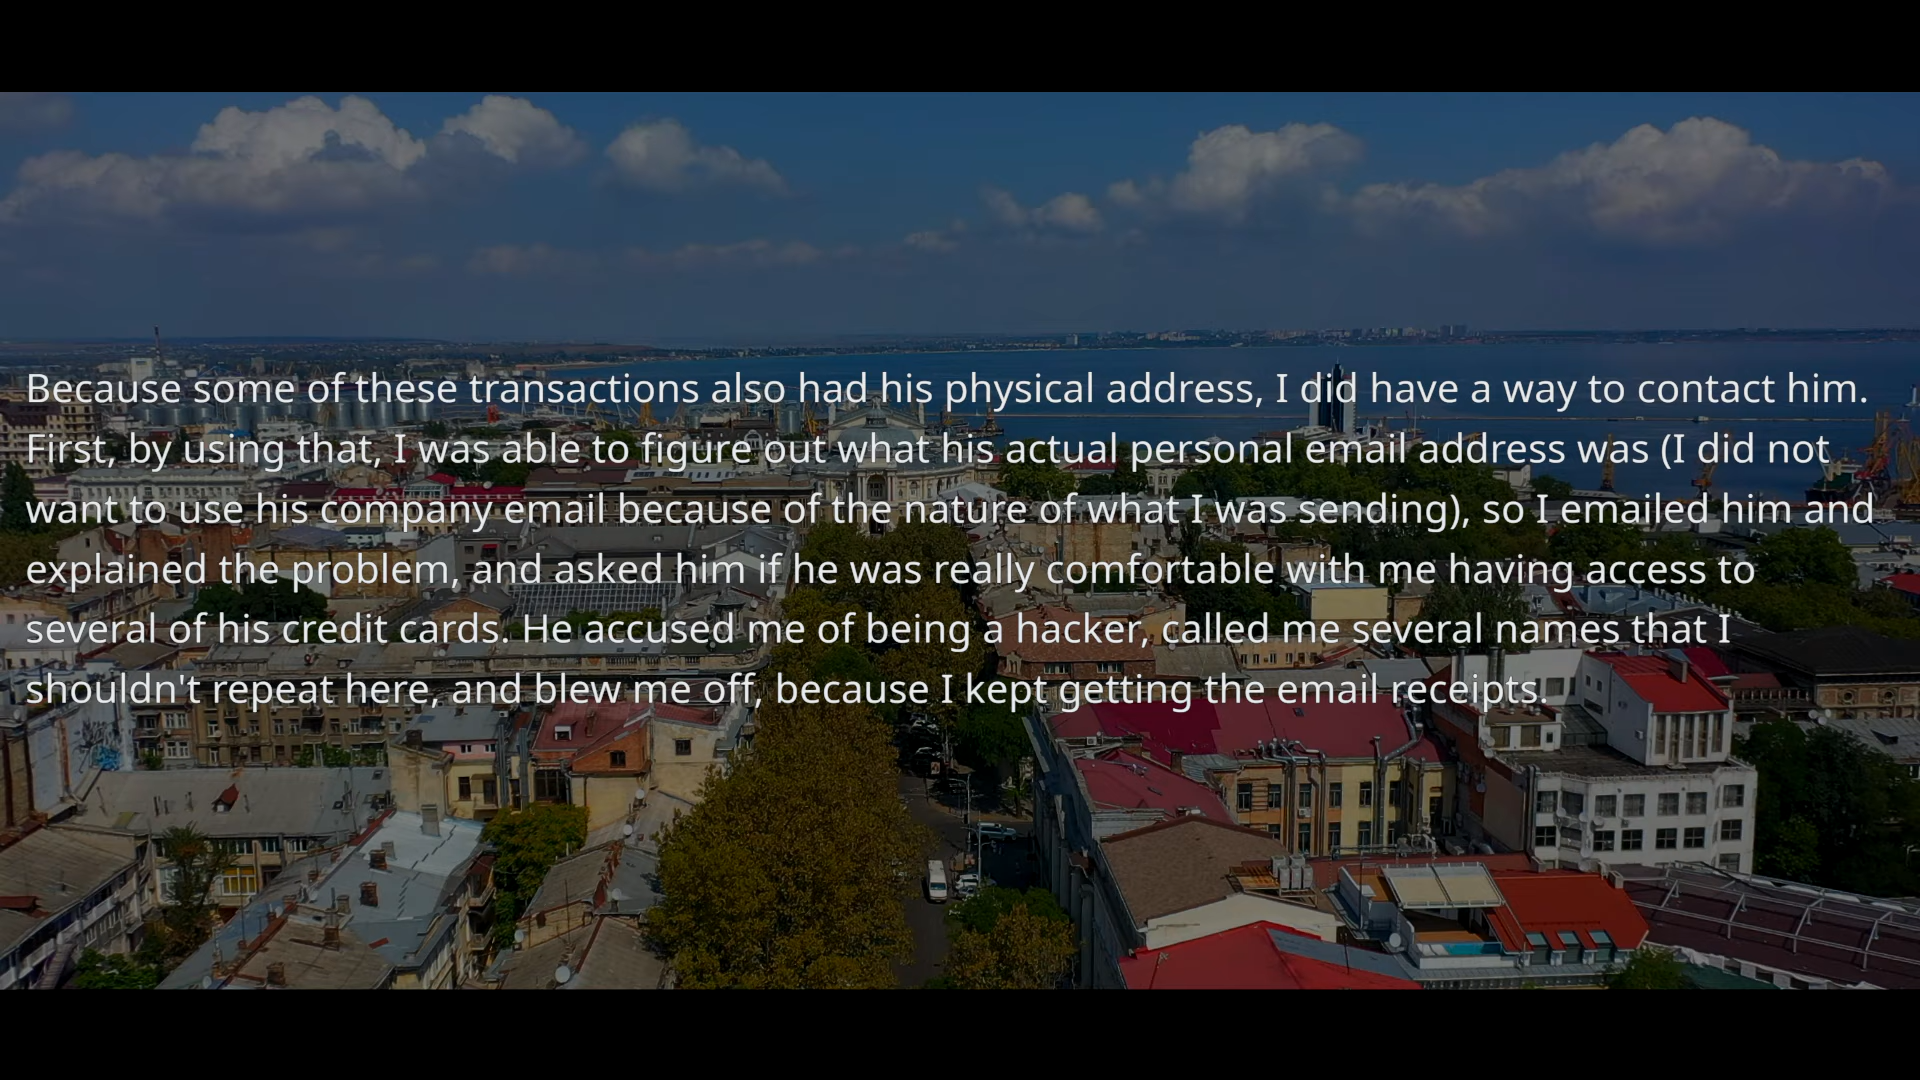 Because some of these transactions also had his physical address, I did have a way to contact him.
First, by using that, I was able to figure out what his actual personal email address was (I did not
want to use his company email because of the nature of what I was sending), so I emailed him and
explained the problem, and asked him if he was really comfortable with me having access to
several of his credit cards. He accused me of being a hacker, called me several names that I
shouldn't repeat here, and blew me off, because I kept getting the email receipts.